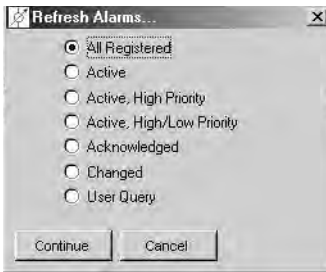 Refresh Alarms...
All Registered
Active
Active, High Priority
Active, High/Low Priority
Acknowledged
Changed
User Query
Continue Cancel